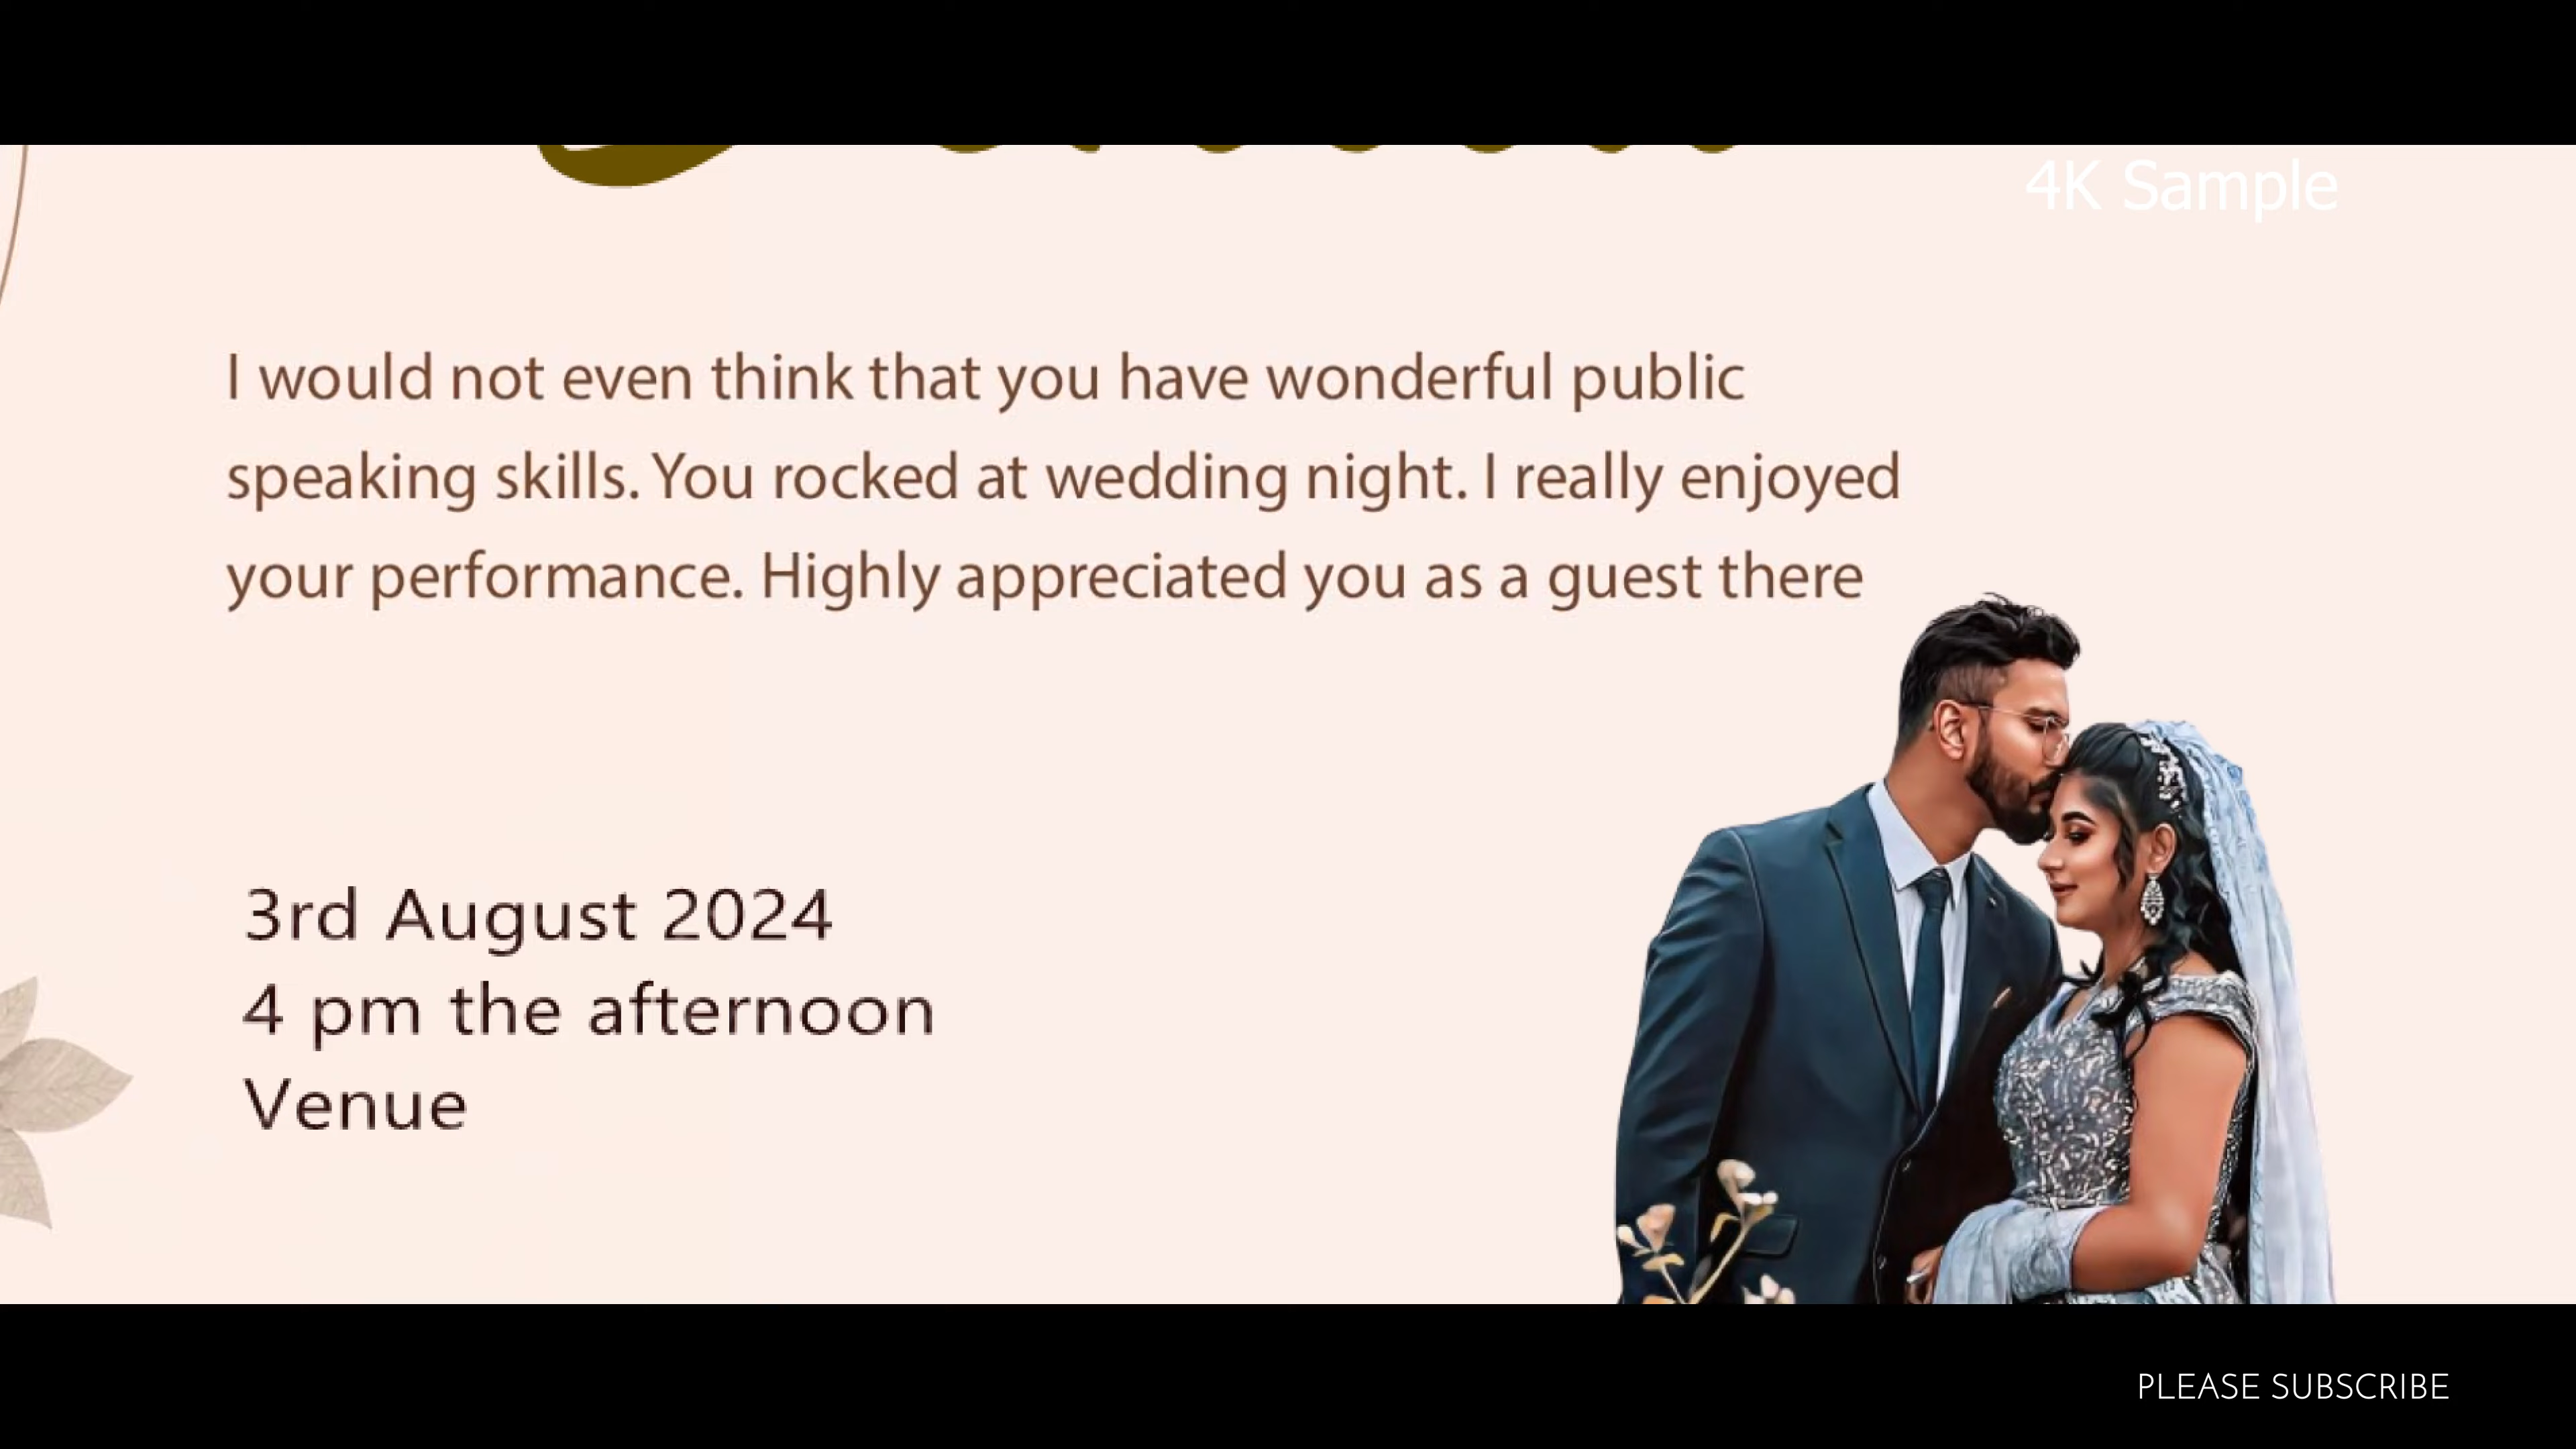 4K Sample
I would not even think that you have wonderful public
speaking skills. You rocked at wedding night. I really enjoyed
your performance. Highly appreciated you as a guest there
3rd August 2024
4 pm the afternoon
Venue
PLEASE SUBSCRIBE